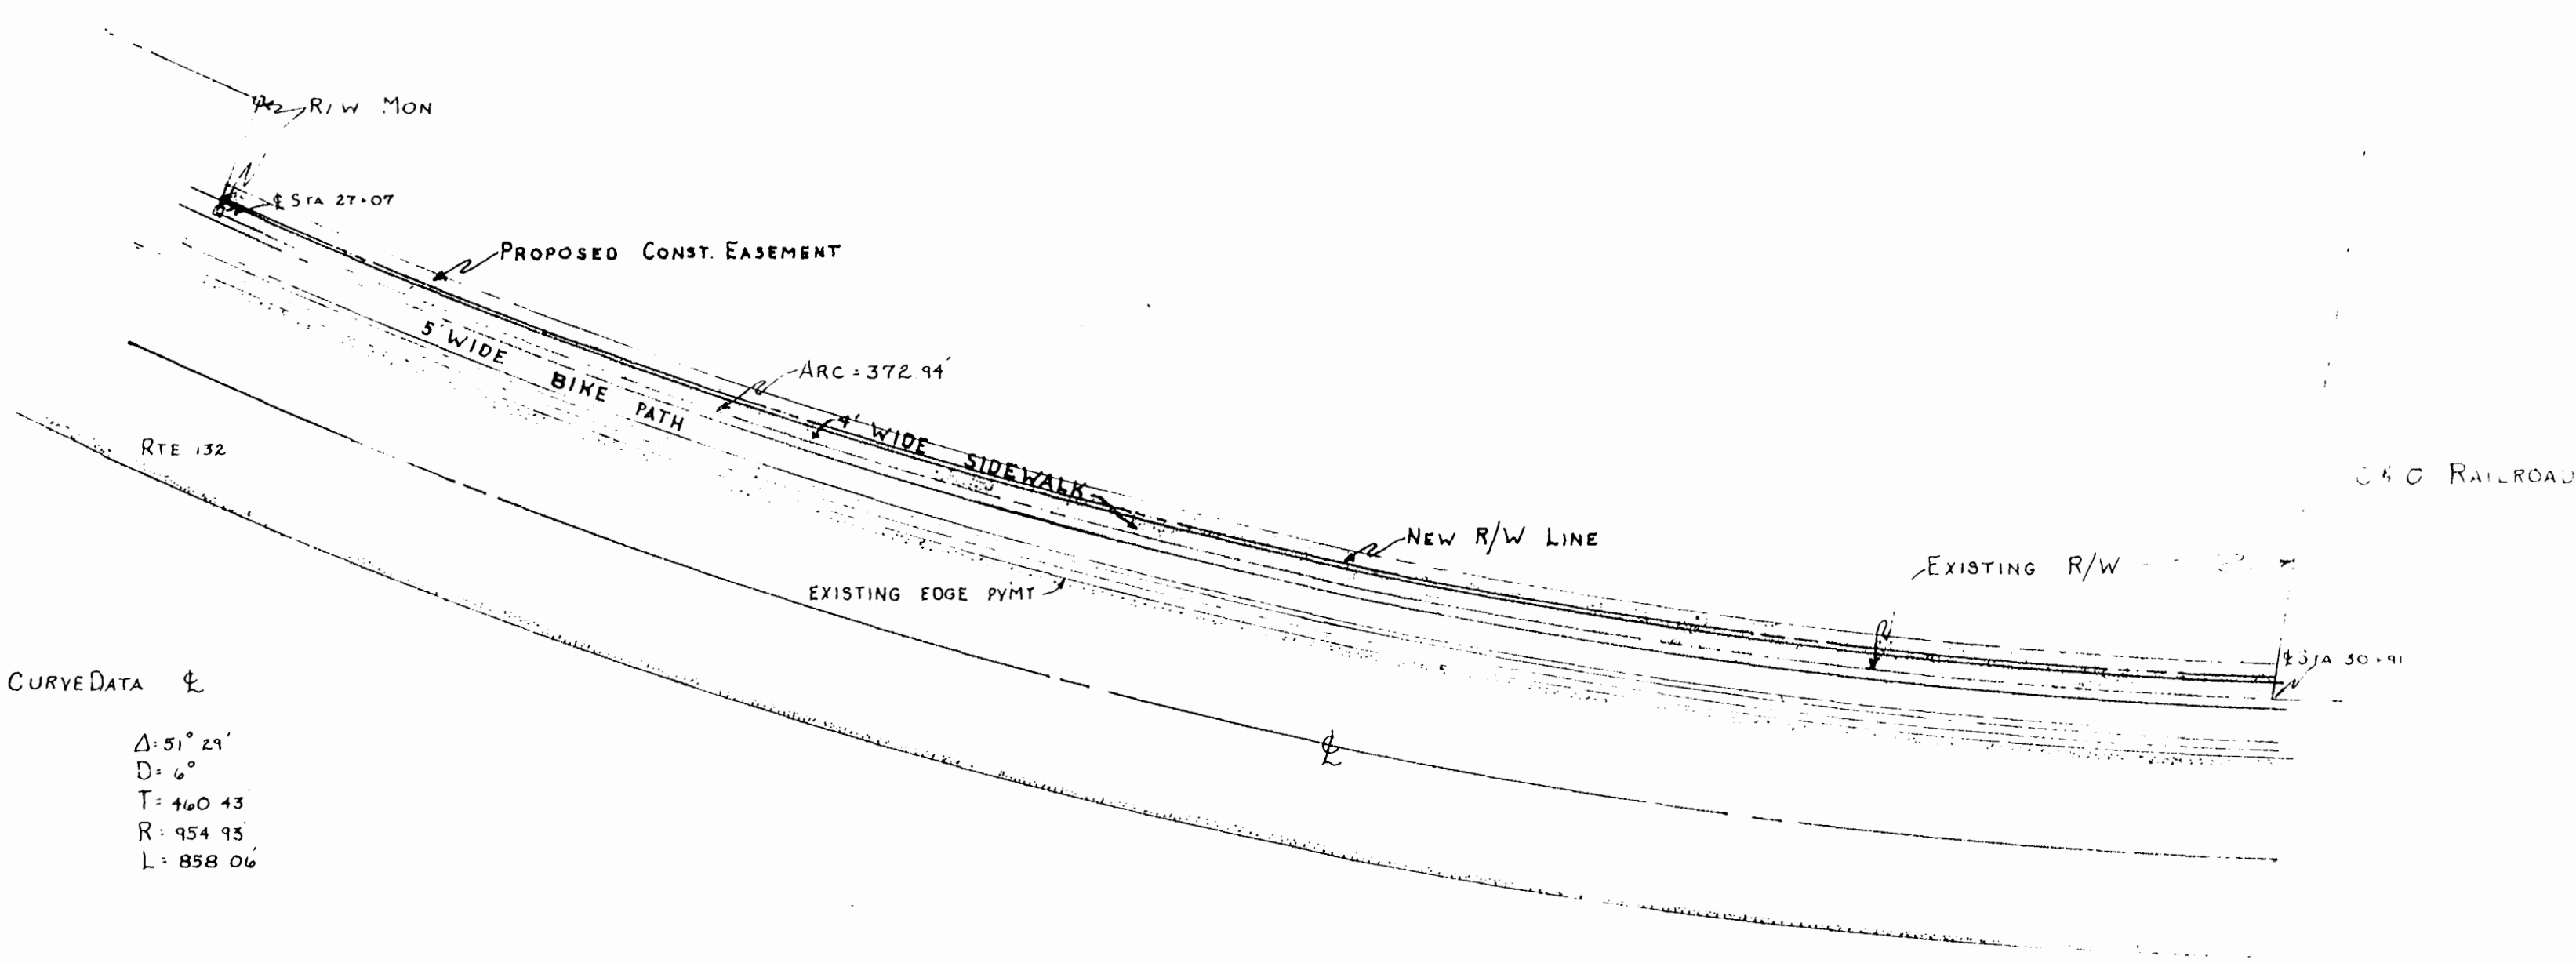 R/W MON
℄ STA 27+07
PROPOSED CONST. EASEMENT
5' WIDE BIKE PATH
ARC = 372.94'
4' WIDE SIDEWALK
RTE 132
RAILROAD
NEW R/W LINE
EXISTING R/W
EXISTING EDGE PVMT
℄ STA 30+91
CURVE DATA ℄
℄
Δ= 51° 29'
D= 6°
T= 460.43'
R= 954.93'
L= 858.06'